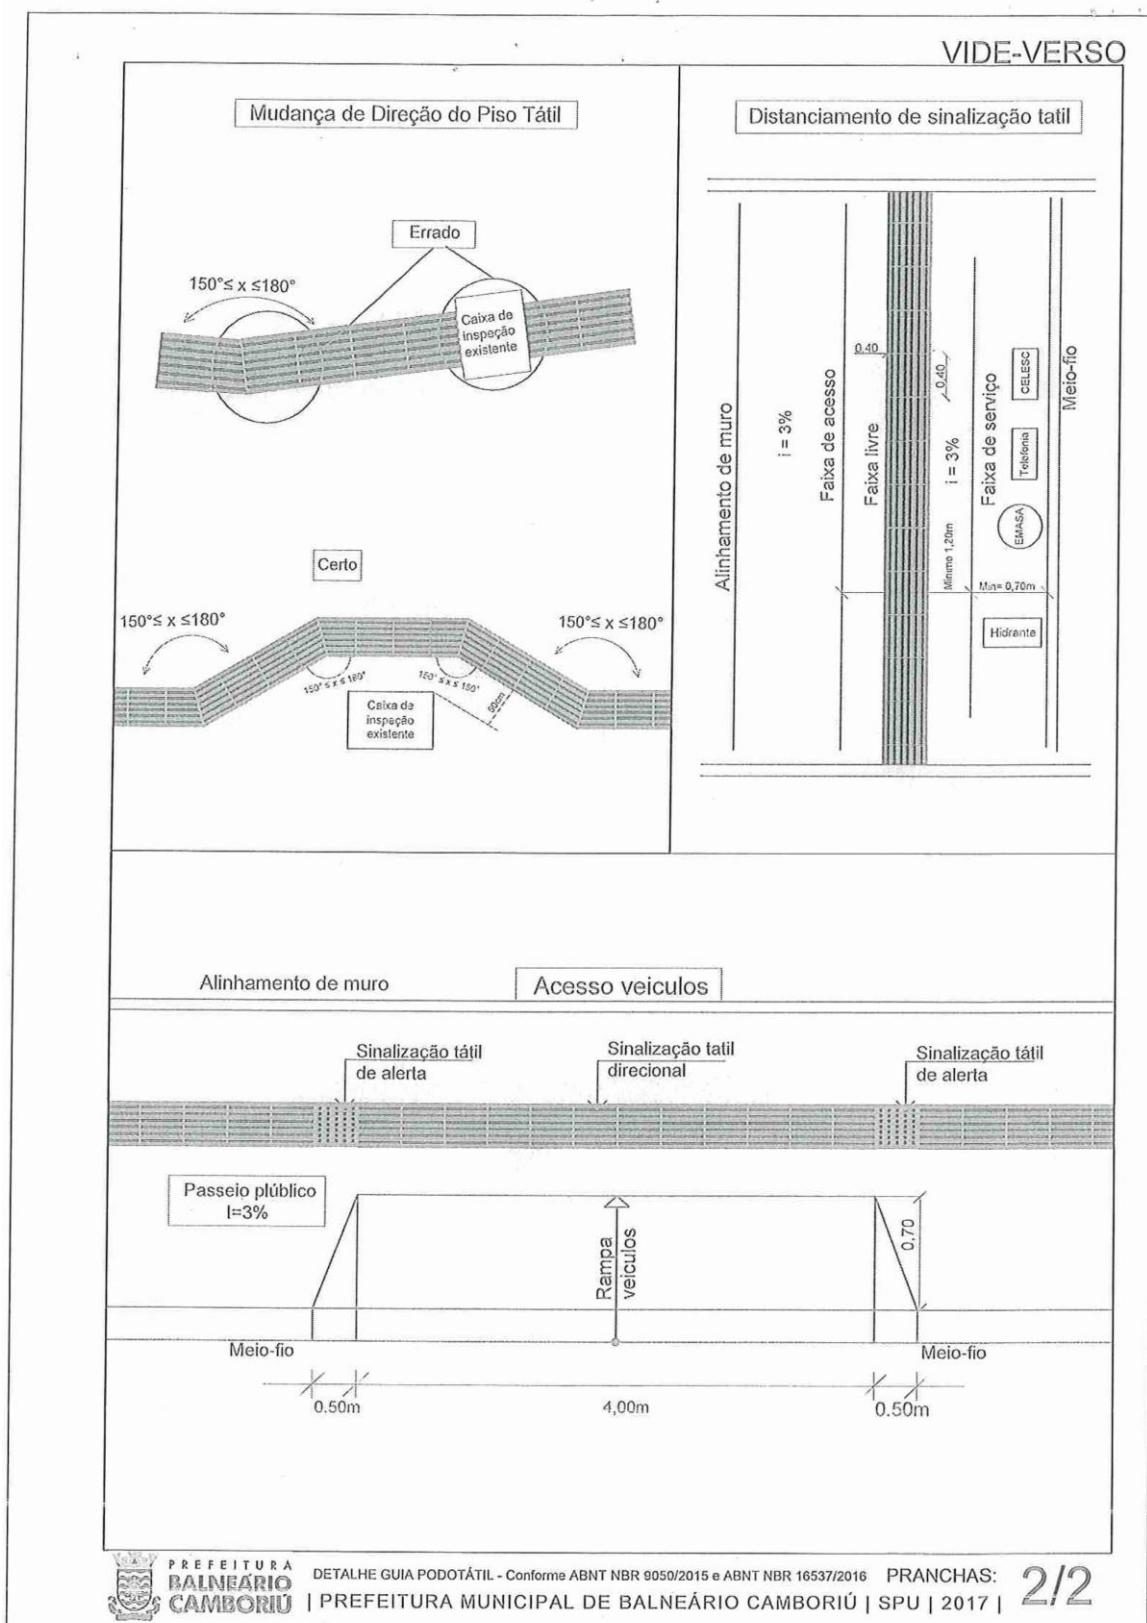 VIDE-VERSO
Mudança de Direção do Piso Tátil
Errado
150°≤ x ≤180°
Caixa de
inspeção
existente
Certo
150°≤ x ≤180°
150°≤ x ≤180°
150° ≤ x ≤ 180°
150° ≤ x ≤ 180°
50cm
Caixa de
inspeção
existente
Distanciamento de sinalização tatil
Alinhamento de muro
i = 3%
Faixa de acesso
Faixa livre
0.40
0,40
i = 3%
Mínimo 1,20m
Faixa de serviço
Min= 0,70m
CELESC
Telefonia
EMASA
Hidrante
Meio-fio
Alinhamento de muro
Acesso veiculos
Sinalização tátil
de alerta
Sinalização tatil
direcional
Sinalização tátil
de alerta
Passeio plúblico
I=3%
Rampa
veiculos
0,70
Meio-fio
Meio-fio
0.50m
4,00m
0.50m
PREFEITURA
BALNEÁRIO
CAMBORIÚ
DETALHE GUIA PODOTÁTIL - Conforme ABNT NBR 9050/2015 e ABNT NBR 16537/2016
PRANCHAS:
2/2
| PREFEITURA MUNICIPAL DE BALNEÁRIO CAMBORIÚ | SPU | 2017 |